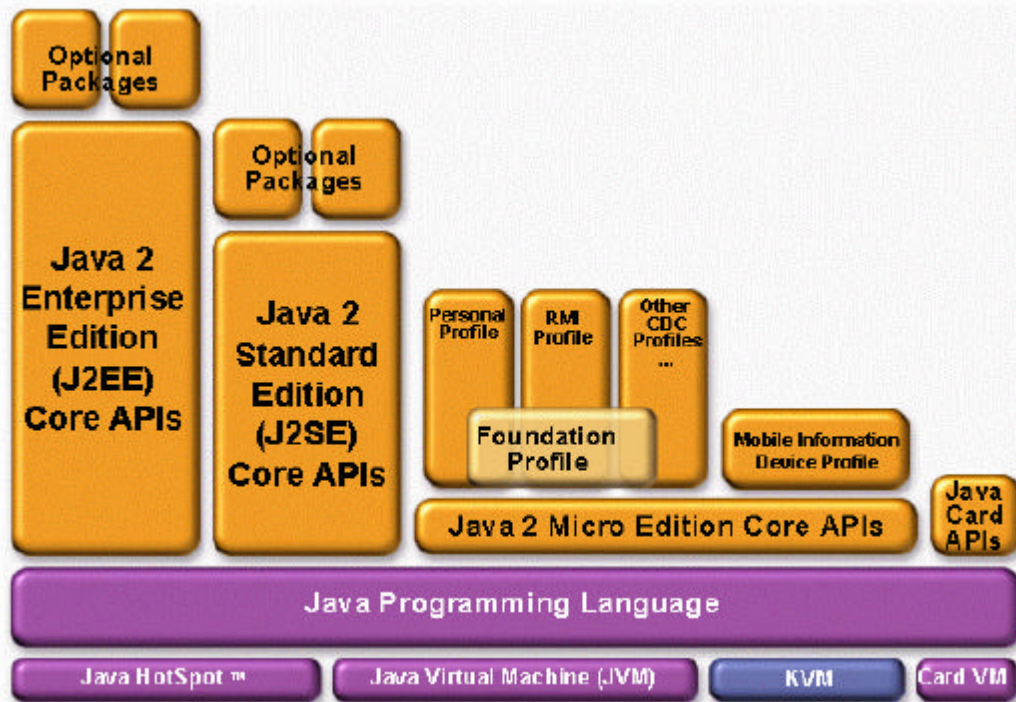 Optional
Packages
Optional
Packages
Java 2
Enterprise
Edition
(J2EE)
Core APIs
Java 2
Standard
Edition
(J2SE)
Core APIs
Personal
Profile
RMI
Profile
Other
CDC
Profiles
...
Foundation
Profile
Mobile Information
Device Profile
Java 2 Micro Edition Core APIs
Java
Card
APIs
Java Programming Language
Java HotSpot ™
Java Virtual Machine (JVM)
KVM
Card VM